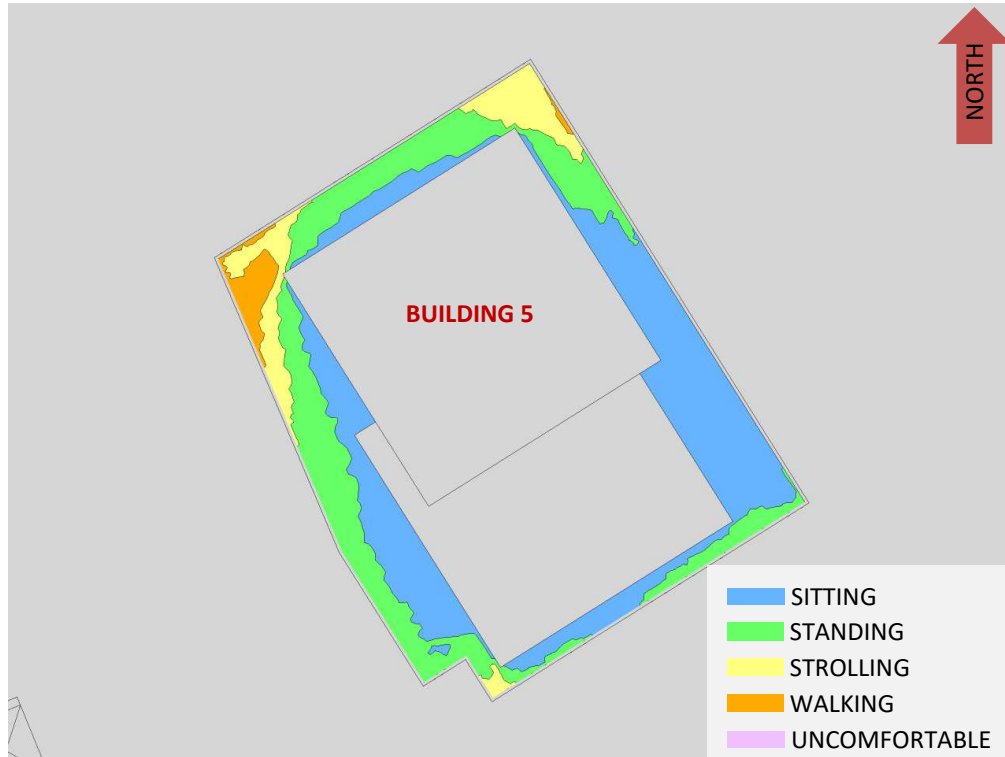 NORTH
BUILDING 5
SITTING
STANDING
STROLLING
WALKING
UNCOMFORTABLE